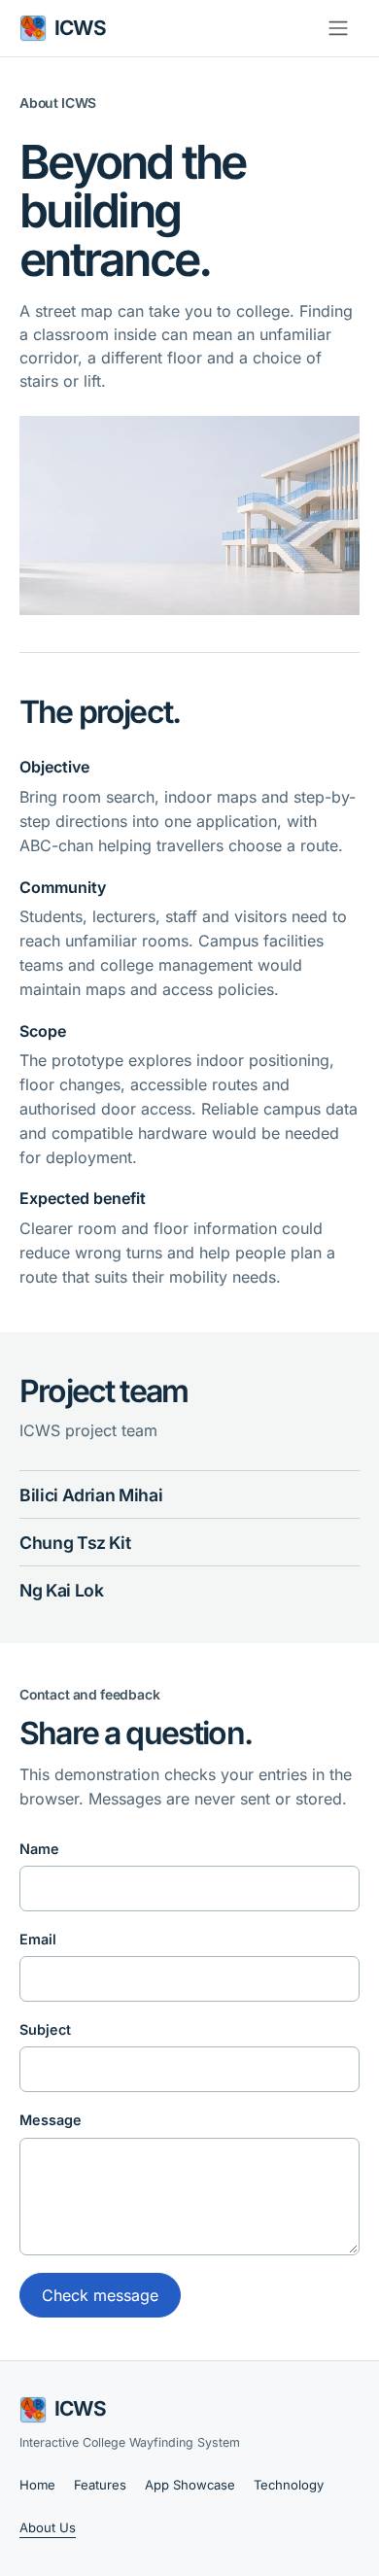 ICWS
About ICWS
Beyond the
building
entrance.
A street map can take you to college. Finding
a classroom inside can mean an unfamiliar
corridor, a different floor and a choice of
stairs or lift.
The project.
Objective
Bring room search, indoor maps and step-by-
step directions into one application, with
ABC-chan helping travellers choose a route.
Community
Students, lecturers, staff and visitors need to
reach unfamiliar rooms. Campus facilities
teams and college management would
maintain maps and access policies.
Scope
The prototype explores indoor positioning,
floor changes, accessible routes and
authorised door access. Reliable campus data
and compatible hardware would be needed
for deployment.
Expected benefit
Clearer room and floor information could
reduce wrong turns and help people plan a
route that suits their mobility needs.
Project team
ICWS project team
Bilici Adrian Mihai
Chung Tsz Kit
Ng Kai Lok
Contact and feedback
Share a question.
This demonstration checks your entries in the
browser. Messages are never sent or stored.
Name
Email
Subject
Message
Check message
ICWS
Interactive College Wayfinding System
Home Features App Showcase Technology
About Us